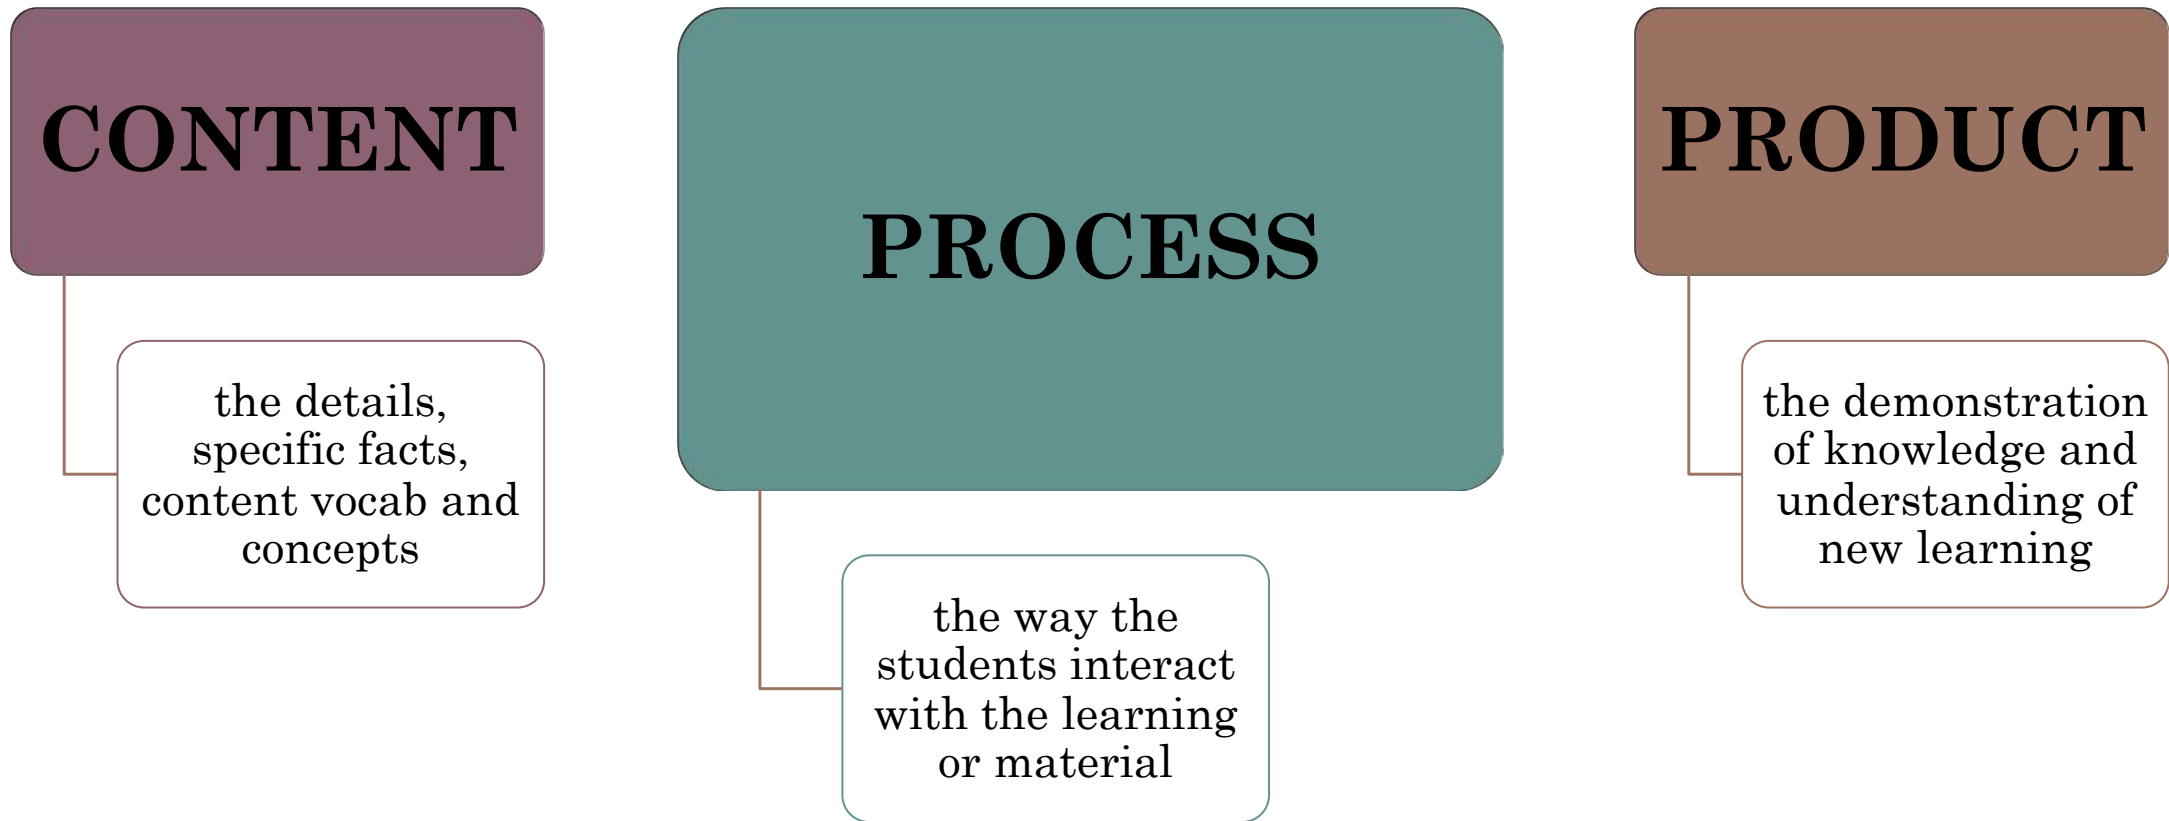 CONTENT
the details,
specific facts,
content vocab and
concepts
PROCESS
the way the
students interact
with the learning
or material
PRODUCT
the demonstration
of knowledge and
understanding of
new learning